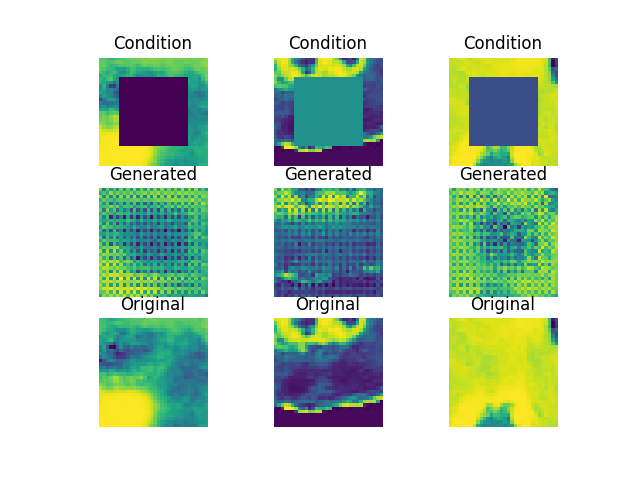 Condition Condition Condition
Generated Generated Generated
Original Original Original